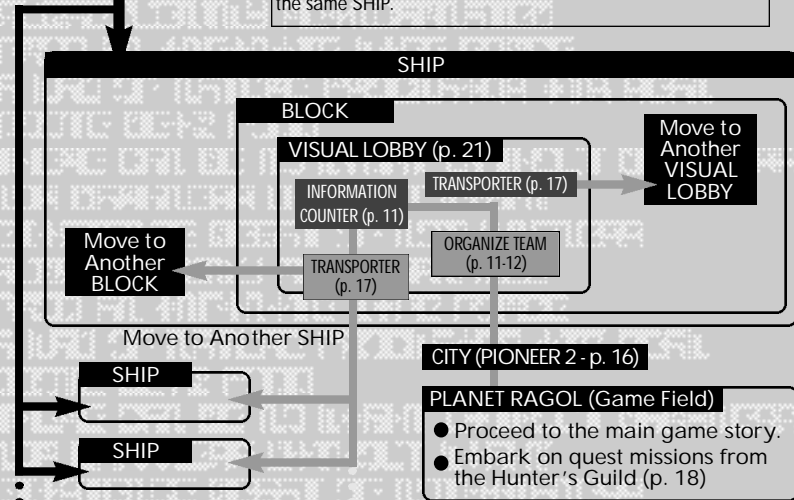 the same SHIP.
SHIP
BLOCK
VISUAL LOBBY (p. 21)
Move to
Another
VISUAL
LOBBY
TRANSPORTER (p. 17)
INFORMATION
COUNTER (p. 11)
Move to
Another
BLOCK
ORGANIZE TEAM
(p. 11-12)
TRANSPORTER
(p. 17)
Move to Another SHIP
CITY (PIONEER 2 - p. 16)
SHIP
PLANET RAGOL (Game Field)
● Proceed to the main game story.
● Embark on quest missions from
the Hunter's Guild (p. 18)
SHIP